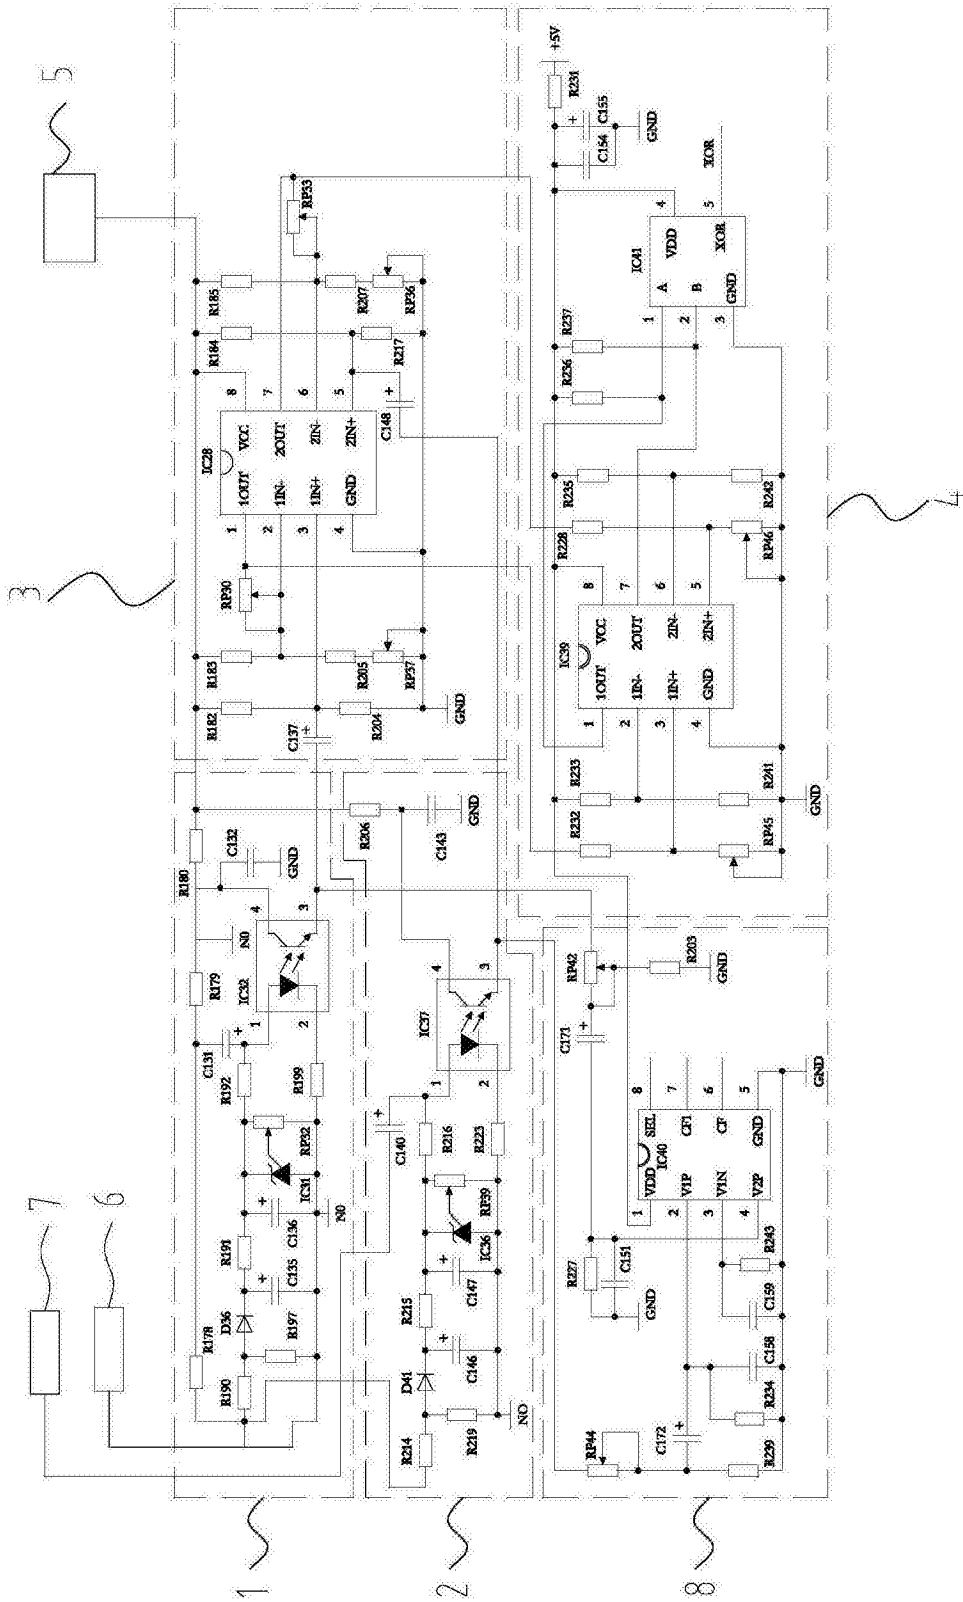 7
6
5
1
R178
R179
R180
N0
C132
GND
R190
D36
R191
R192
C131
+
IC32
4
3
1
2
R197
C135
+
C136
+
IC31
RP32
R199
N0
2
R214
D41
R215
R216
C140
+
IC37
4
3
1
2
R206
C143
GND
R219
C146
+
C147
+
IC36
RP39
R223
NO
3
R182
R183
R184
R185
RP30
IC28
1
2
3
4
8
7
6
5
1OUT
1IN-
1IN+
GND
VCC
2OUT
2IN-
2IN+
RP33
C137
+
R204
R205
RP37
GND
C148
+
R217
R207
RP36
8
RP44
C172
+
R239
R234
C158
C159
R243
R227
C151
GND
C171
+
RP42
R203
GND
IC40
1
2
3
4
8
7
6
5
VDD
V1P
V1N
V2P
SEL
CF1
CF
GND
GND
4
R232
R233
RP45
R241
GND
IC39
1
2
3
4
8
7
6
5
1OUT
1IN-
1IN+
GND
VCC
2OUT
2IN-
2IN+
R228
R235
RP46
R242
R236
R237
IC41
1
2
3
4
5
A
B
GND
VDD
XOR
XOR
C154
C155
+
GND
R231
+5V